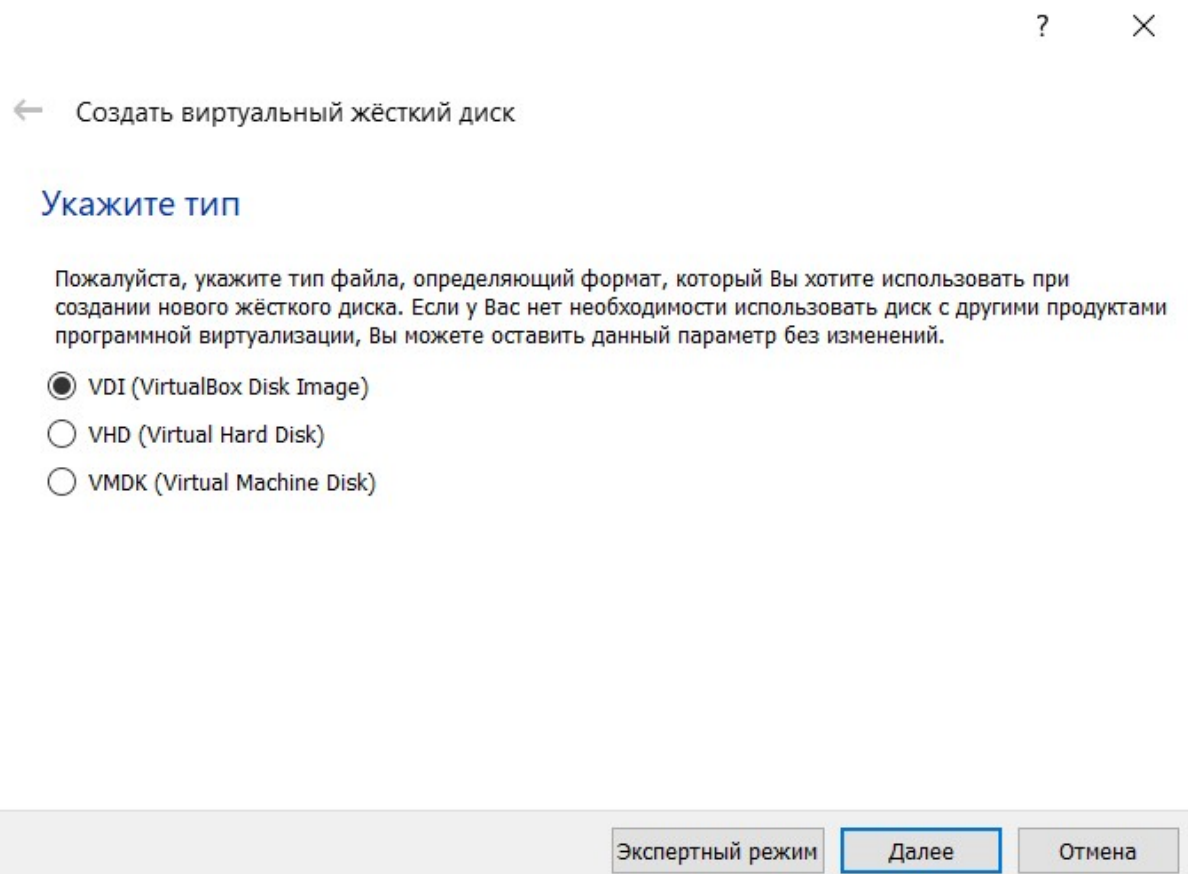 ?
Создать виртуальный жёсткий диск
Укажите тип
Пожалуйста, укажите тип файла, определяющий формат, который Вы хотите использовать при
создании нового жёсткого диска. Если у Вас нет необходимости использовать диск с другими продуктами
программной виртуализации, Вы можете оставить данный параметр без изменений.
VDI (VirtualBox Disk Image)
VHD (Virtual Hard Disk)
VMDK (Virtual Machine Disk)
Экспертный режим Далее Отмена